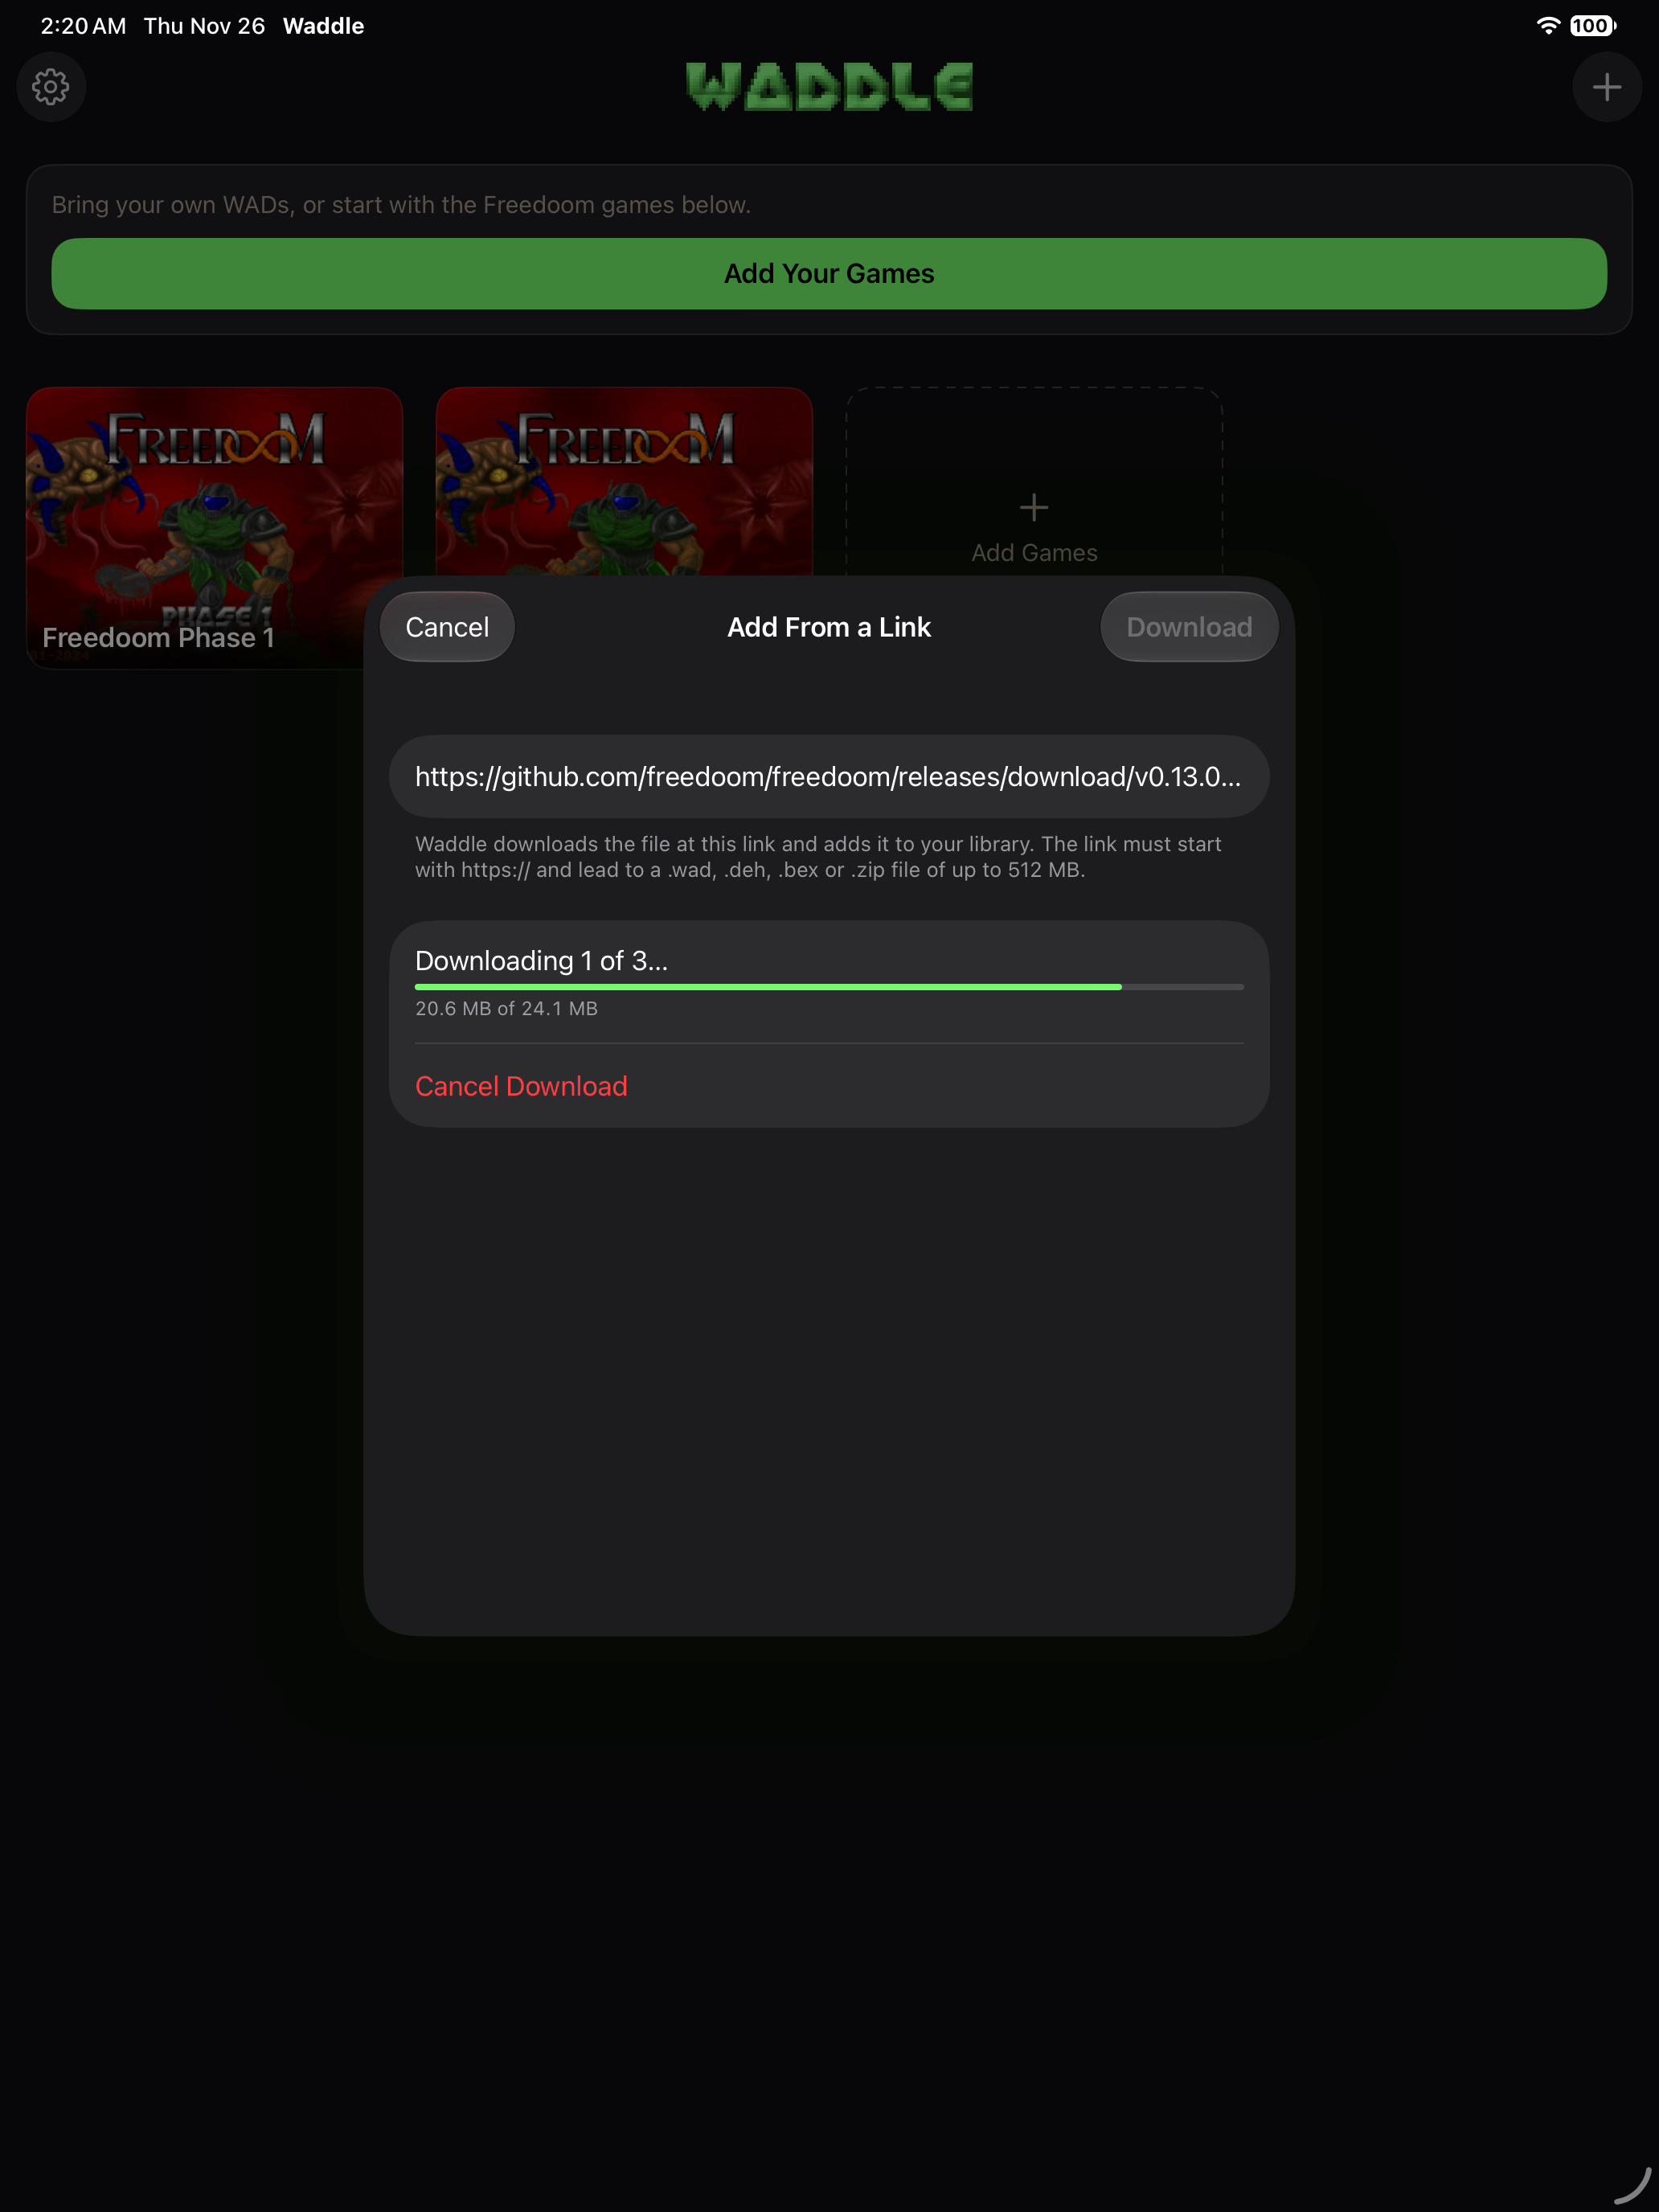 2:20 AM Thu Nov 26 Waddle
100
WADDLE
Bring your own WADs, or start with the Freedoom games below.
Add Your Games
FREEDOOM
FREEDOOM
Add Games
PHASE 1
Freedoom Phase 1
Cancel
Add From a Link
Download
https://github.com/freedoom/freedoom/releases/download/v0.13.0...
Waddle downloads the file at this link and adds it to your library. The link must start
with https:// and lead to a .wad, .deh, .bex or .zip file of up to 512 MB.
Downloading 1 of 3...
20.6 MB of 24.1 MB
Cancel Download